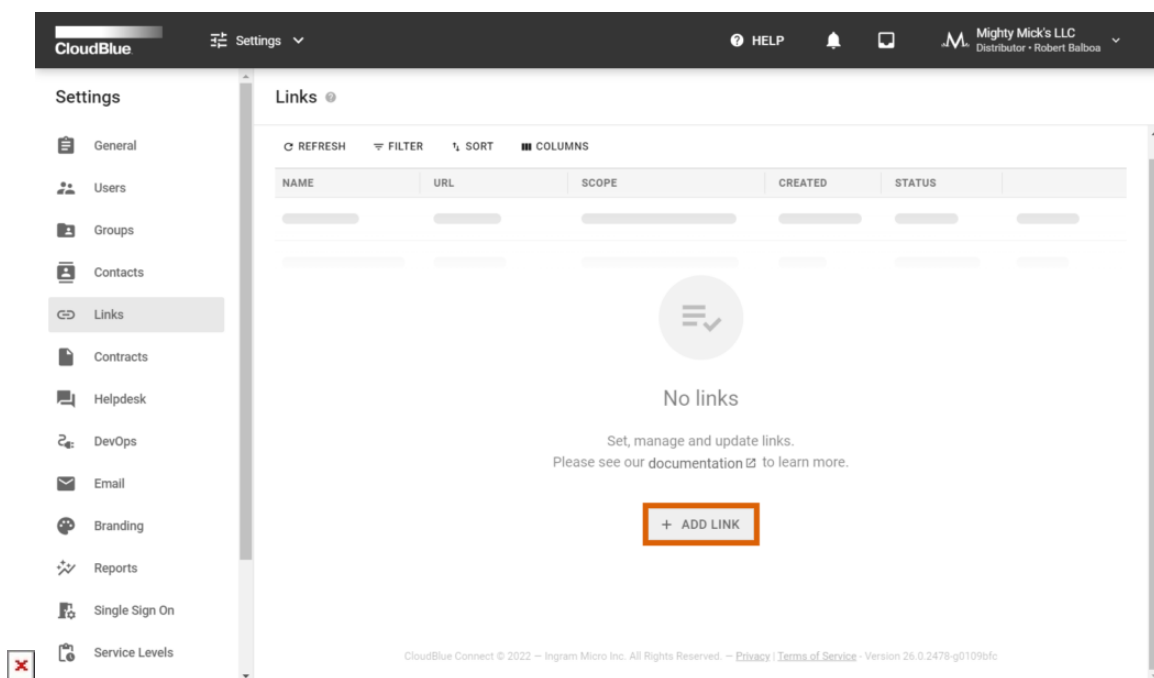 CloudBlue. Settings HELP Mighty Mick's LLC
Distributor • Robert Balboa
Settings
General
Users
Groups
Contacts
Links
Contracts
Helpdesk
DevOps
Email
Branding
Reports
Single Sign On
Service Levels
Links
REFRESH FILTER SORT COLUMNS
NAME URL SCOPE CREATED STATUS
No links
Set, manage and update links.
Please see our documentation to learn more.
+ ADD LINK
CloudBlue Connect © 2022 — Ingram Micro Inc. All Rights Reserved. — Privacy | Terms of Service - Version 26.0.2478-g0109bfc